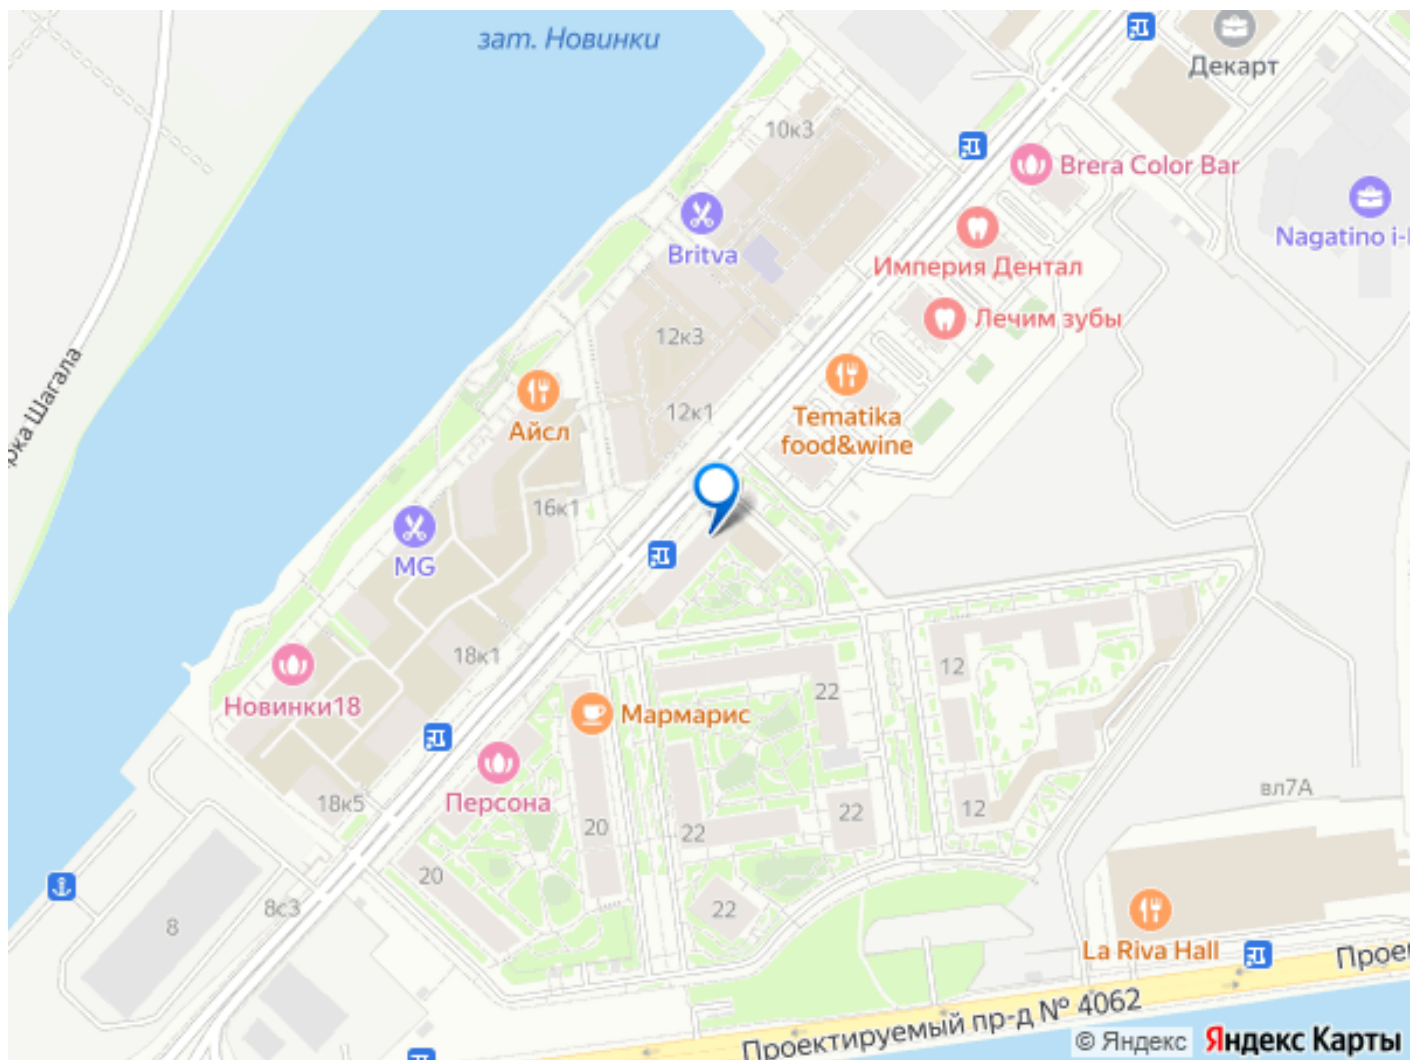 зат. Новинки
Декарт
10к3
Brera Color Bar
Britva
Nagatino i-
Империя Дентал
Лечим зубы
12к3
рка Шагала
12к1
Айсл
Tematika
food&wine
16к1
MG
18к1
12
22
Новинки18
Мармарис
18к5
Персона
вл7А
20
22
22
12
20
22
8с3
8
La Riva Hall
Прое
Проектируемый пр-д № 4062
© Яндекс Яндекс Карты